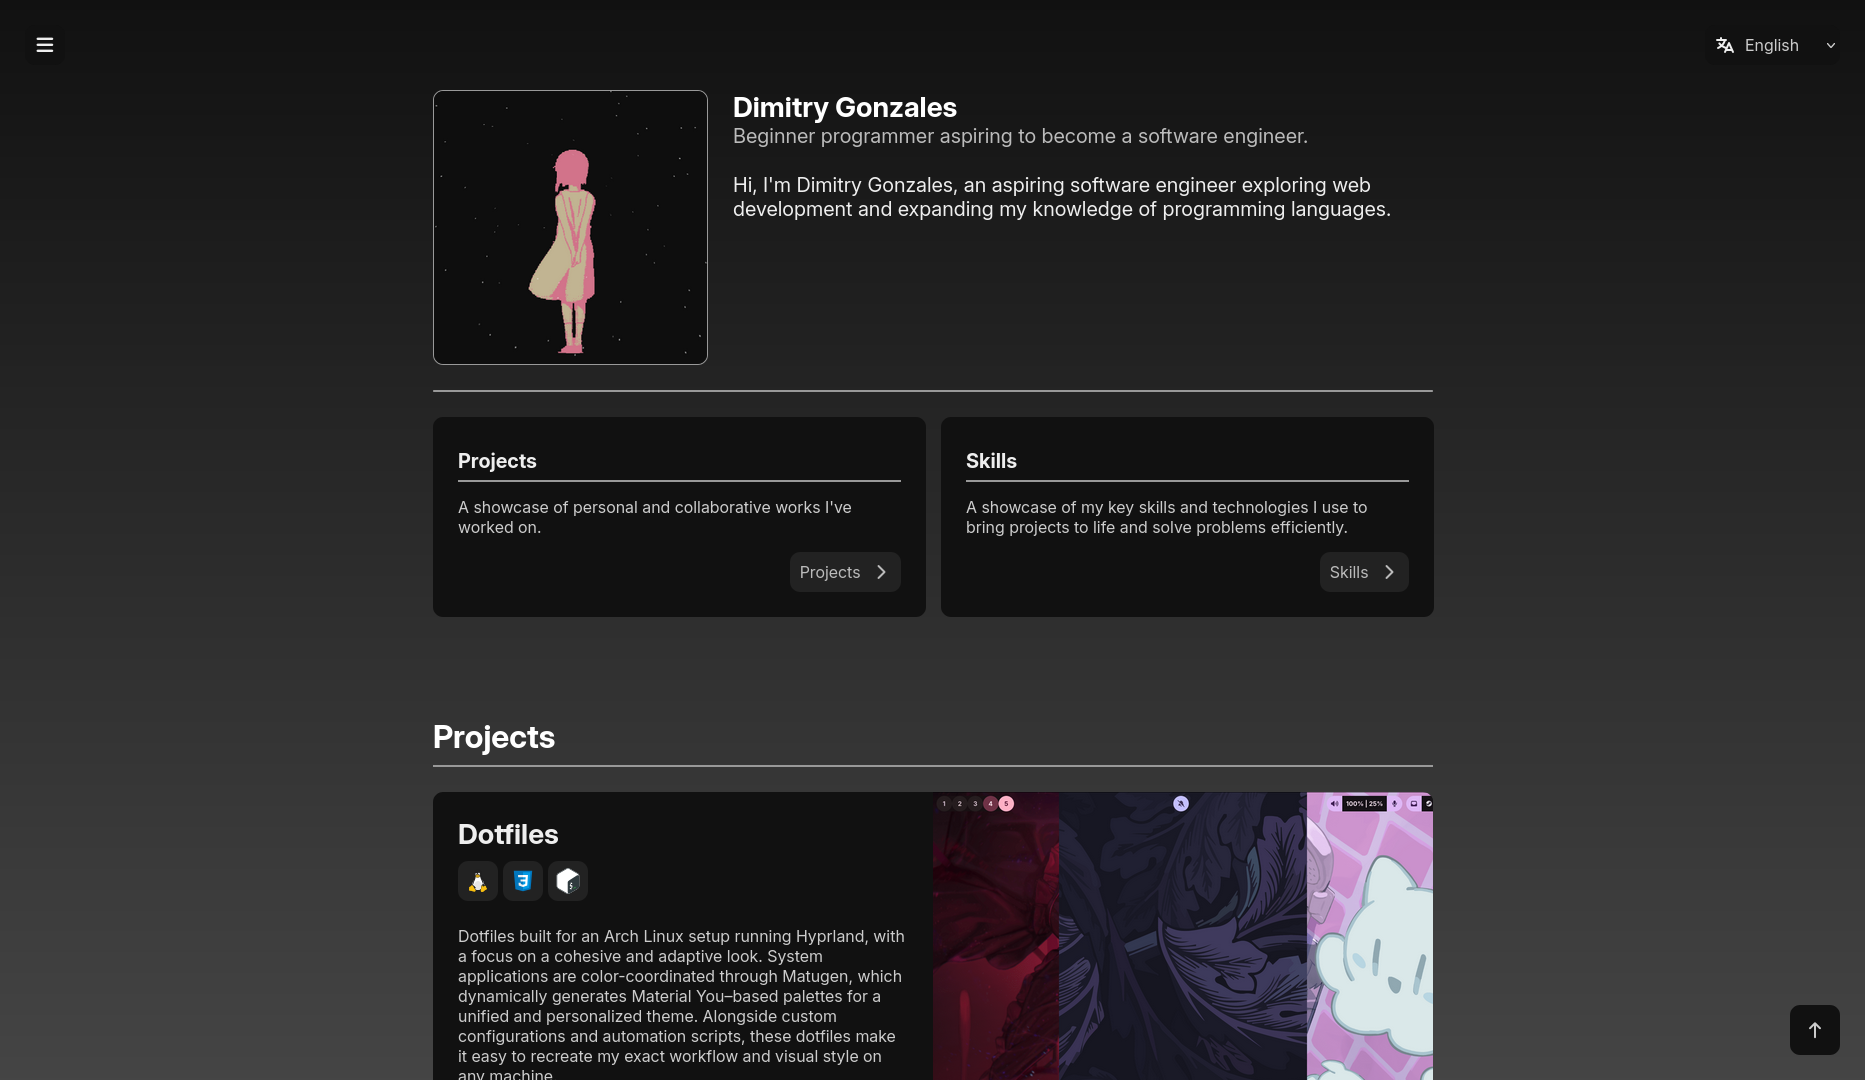 English
Dimitry Gonzales
Beginner programmer aspiring to become a software engineer.
Hi, I'm Dimitry Gonzales, an aspiring software engineer exploring web
development and expanding my knowledge of programming languages.
Projects
A showcase of personal and collaborative works I've
worked on.
Projects
Skills
A showcase of my key skills and technologies I use to
bring projects to life and solve problems efficiently.
Skills
Projects
Dotfiles
Dotfiles built for an Arch Linux setup running Hyprland, with
a focus on a cohesive and adaptive look. System
applications are color-coordinated through Matugen, which
dynamically generates Material You–based palettes for a
unified and personalized theme. Alongside custom
configurations and automation scripts, these dotfiles make
it easy to recreate my exact workflow and visual style on
any machine.
1 2 3 4 5
100% | 25%